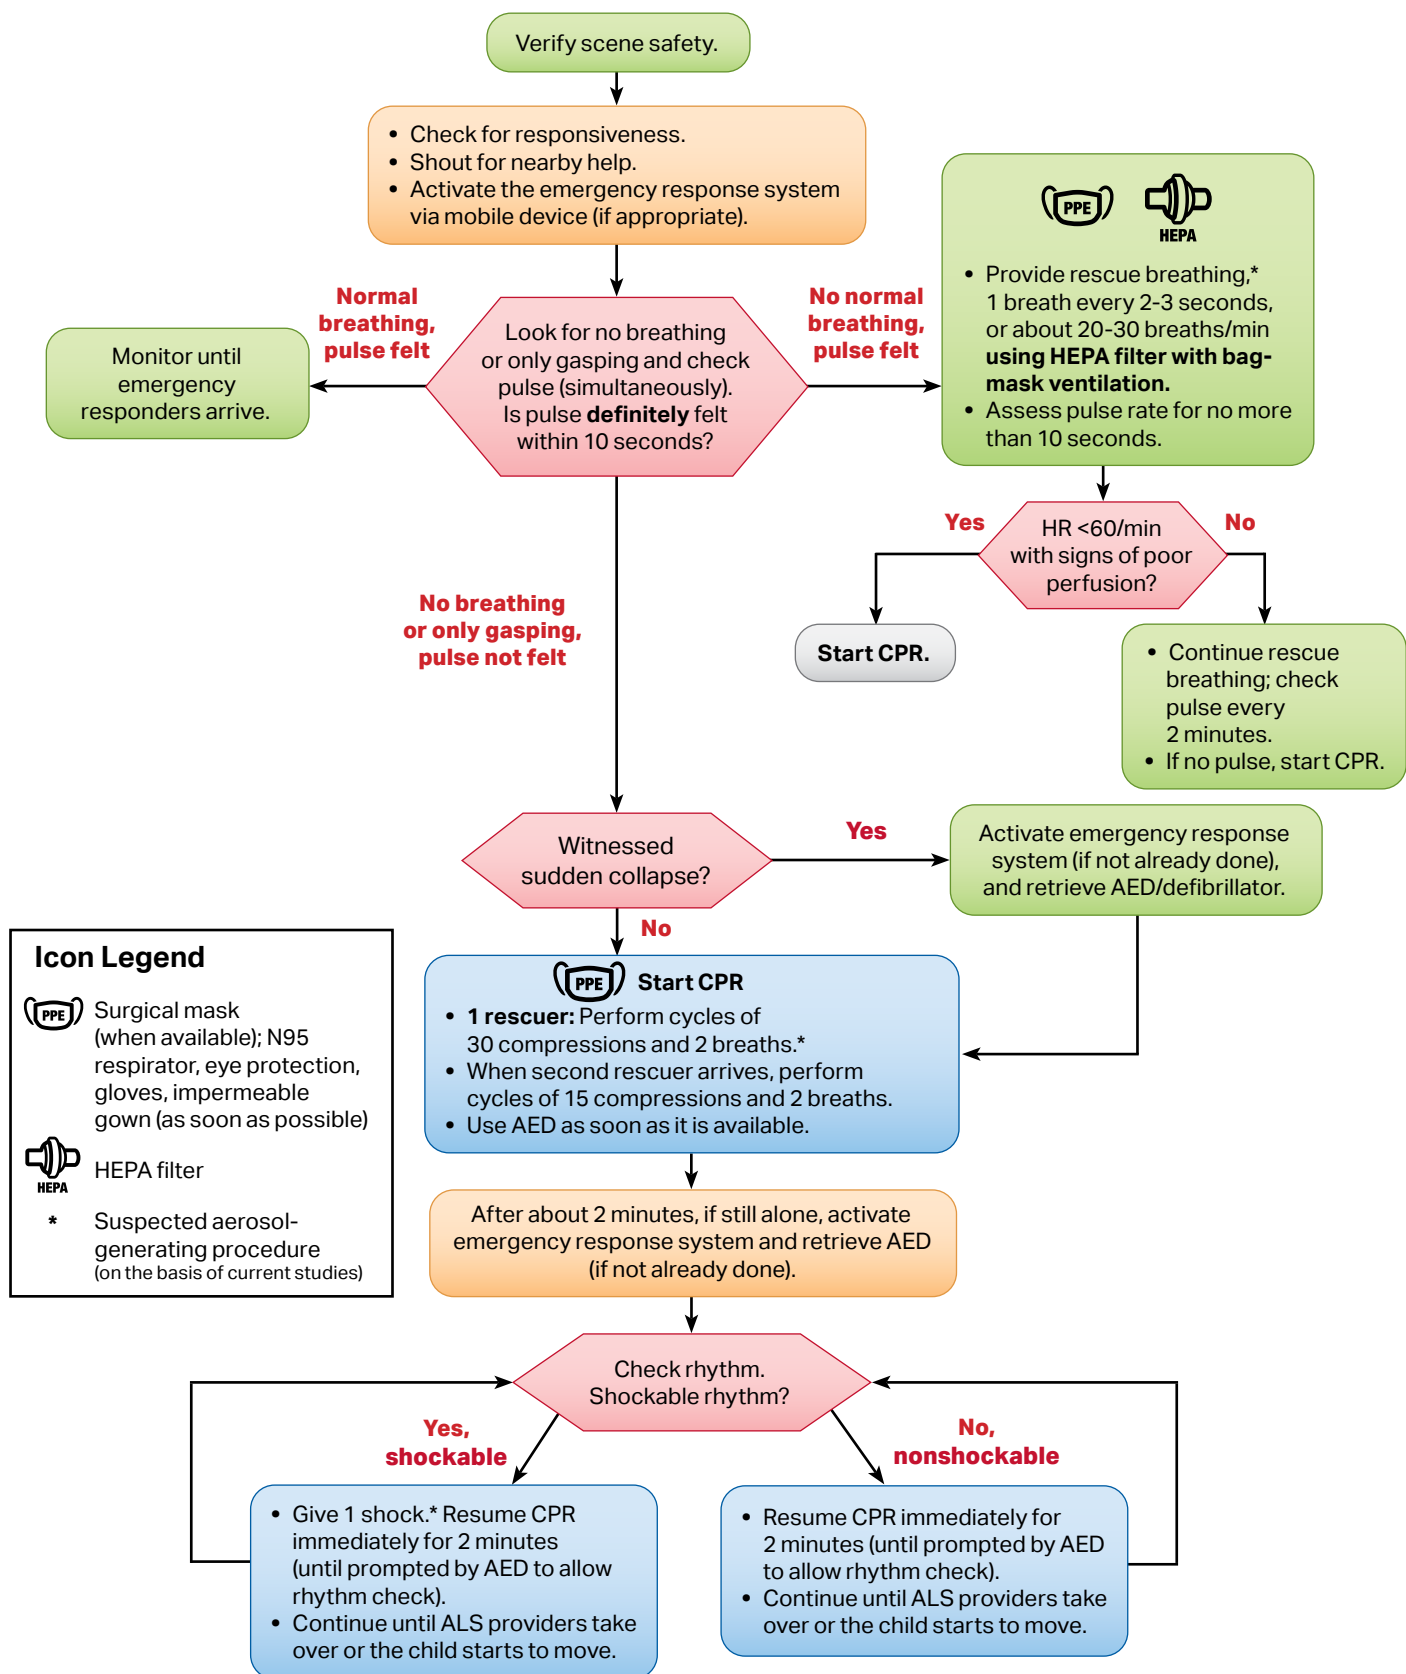 Verify scene safety.
• Check for responsiveness.
• Shout for nearby help.
• Activate the emergency response system
via mobile device (if appropriate).
PPE
HEPA
• Provide rescue breathing,*
1 breath every 2-3 seconds,
or about 20-30 breaths/min
using HEPA filter with bag-
mask ventilation.
• Assess pulse rate for no more
than 10 seconds.
Normal
breathing,
pulse felt
No normal
breathing,
pulse felt
Look for no breathing
or only gasping and check
pulse (simultaneously).
Is pulse definitely felt
within 10 seconds?
Monitor until
emergency
responders arrive.
Yes
No
HR <60/min
with signs of poor
perfusion?
No breathing
or only gasping,
pulse not felt
Start CPR.
• Continue rescue
breathing; check
pulse every
2 minutes.
• If no pulse, start CPR.
Witnessed
sudden collapse?
Yes
Activate emergency response
system (if not already done),
and retrieve AED/defibrillator.
No
Icon Legend
PPE
Surgical mask
(when available); N95
respirator, eye protection,
gloves, impermeable
gown (as soon as possible)
HEPA
HEPA filter
* Suspected aerosol-
generating procedure
(on the basis of current studies)
PPE Start CPR
• 1 rescuer: Perform cycles of
30 compressions and 2 breaths.*
• When second rescuer arrives, perform
cycles of 15 compressions and 2 breaths.
• Use AED as soon as it is available.
After about 2 minutes, if still alone, activate
emergency response system and retrieve AED
(if not already done).
Check rhythm.
Shockable rhythm?
Yes,
shockable
No,
nonshockable
• Give 1 shock.* Resume CPR
immediately for 2 minutes
(until prompted by AED to allow
rhythm check).
• Continue until ALS providers take
over or the child starts to move.
• Resume CPR immediately for
2 minutes (until prompted by AED
to allow rhythm check).
• Continue until ALS providers take
over or the child starts to move.